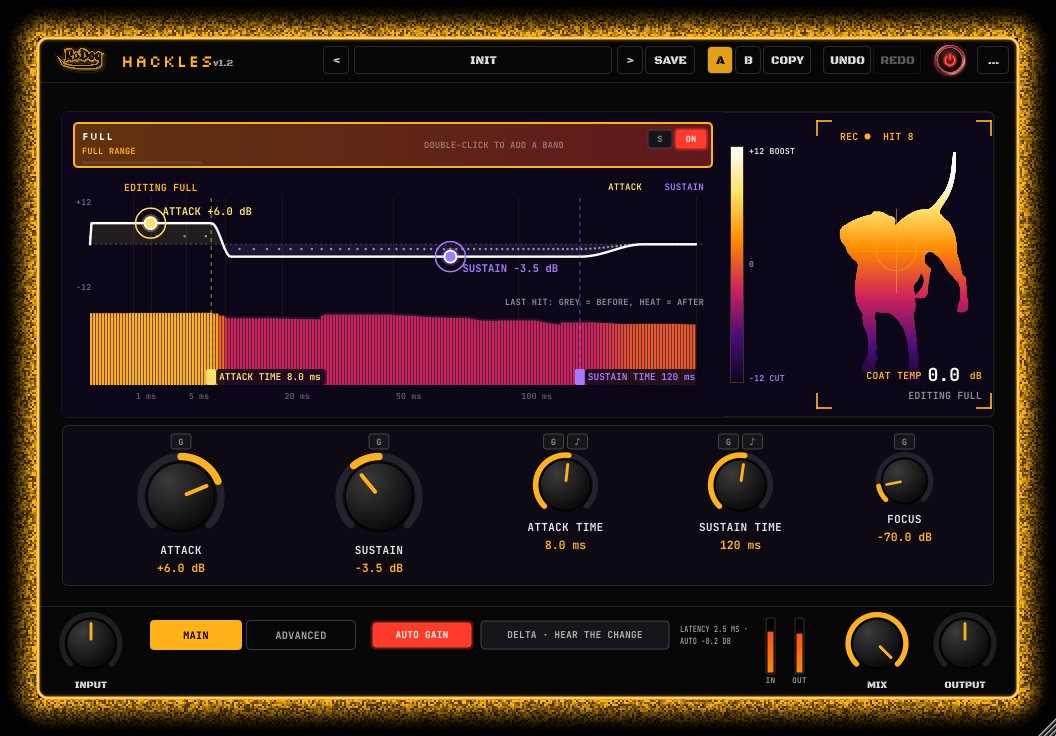 RaDog
HACKLES v1.2
<
INIT
>
SAVE
A
B
COPY
UNDO
REDO
...
FULL
FULL RANGE
DOUBLE-CLICK TO ADD A BAND
S
ON
EDITING FULL
ATTACK
SUSTAIN
+12
ATTACK +6.0 dB
SUSTAIN -3.5 dB
-12
LAST HIT: GREY = BEFORE, HEAT = AFTER
ATTACK TIME 8.0 ms
SUSTAIN TIME 120 ms
1 ms
5 ms
20 ms
50 ms
100 ms
REC ● HIT 8
+12 BOOST
0
-12 CUT
COAT TEMP 0.0 dB
EDITING FULL
G
G
G ♪
G ♪
G
ATTACK
+6.0 dB
SUSTAIN
-3.5 dB
ATTACK TIME
8.0 ms
SUSTAIN TIME
120 ms
FOCUS
-70.0 dB
INPUT
MAIN
ADVANCED
AUTO GAIN
DELTA · HEAR THE CHANGE
LATENCY 2.5 MS ·
AUTO -0.2 DB
IN
OUT
MIX
OUTPUT